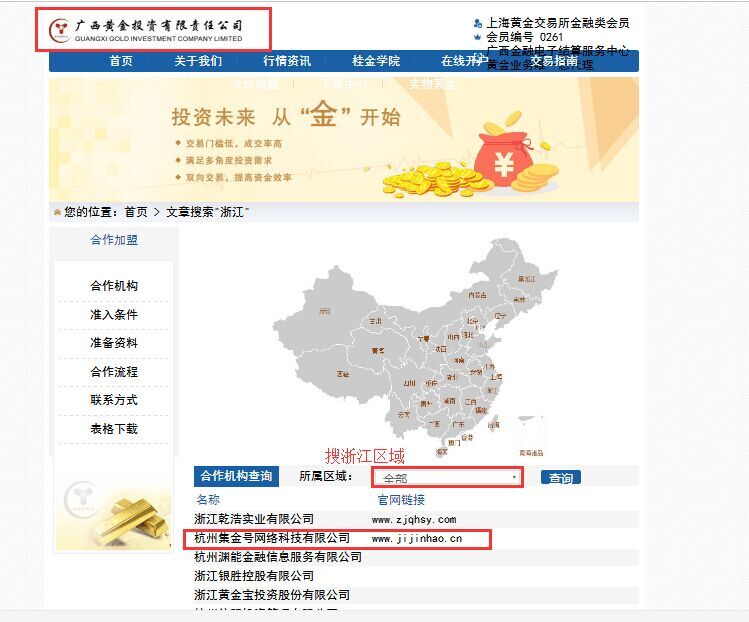 广西黄金投资有限责任公司
GUANGXI GOLD INVESTMENT COMPANY LIMITED
上海黄金交易所金融类会员
会员编号 0261
广西金融电子结算服务中心
首页 关于我们 行情资讯 桂金学院 在线开户 交易指南
合作加盟 下载中心 实物黄金
投资未来 从“金”开始
交易门槛低，成交率高
满足多角度投资需求
双向交易，提高资金效率
您的位置：首页 > 文章搜索"浙江"
合作加盟
合作机构
准入条件
准备资料
合作流程
联系方式
表格下载
黑龙江
内蒙古
吉林
新疆
辽宁
甘肃
北京
宁夏
山西
河北
山东
青海
陕西
河南
江苏
西藏
安徽
上海
四川
重庆
湖北
浙江
贵州
湖南
江西
福建
云南
广西
广东
台湾
香港
澳门
海南
南海诸岛
搜浙江区域
合作机构查询 所属区域： 全部 查询
名称 官网链接
浙江乾浩实业有限公司 www.zjqhsy.com
杭州集金号网络科技有限公司 www.jijinhao.cn
杭州渊能金融信息服务有限公司
浙江银胜控股有限公司
浙江黄金宝投资股份有限公司